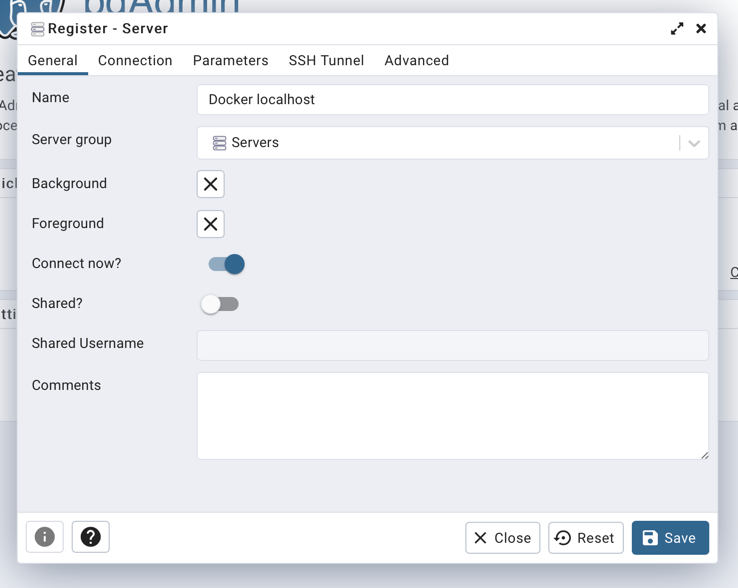 pgAdmin
Register - Server
General Connection Parameters SSH Tunnel Advanced
Name Docker localhost
Server group Servers
Background
Foreground
Connect now?
Shared?
Shared Username
Comments
Close Reset Save